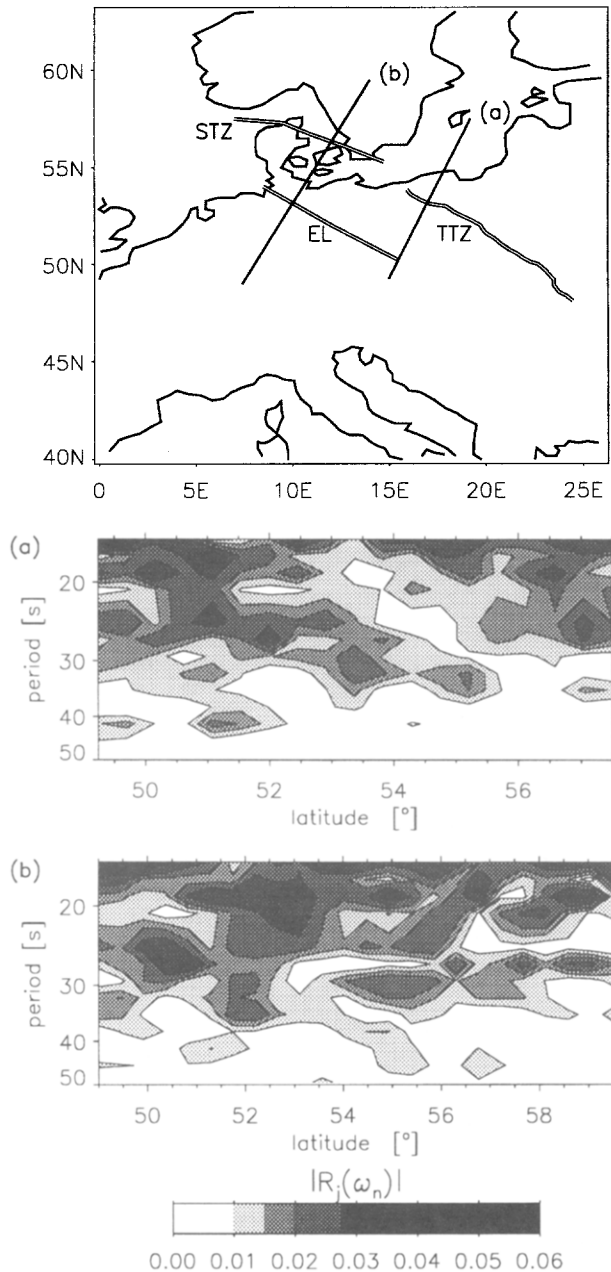 60N
55N
50N
45N
40N
STZ
(b)
(a)
EL
TTZ
0 5E 10E 15E 20E 25E
(a)
period [s]
20
30
40
50
50 52 54 56
latitude [°]
(b)
period [s]
20
30
40
50
50 52 54 56 58
latitude [°]
|R_j(ω_n)|
0.00 0.01 0.02 0.03 0.04 0.05 0.06